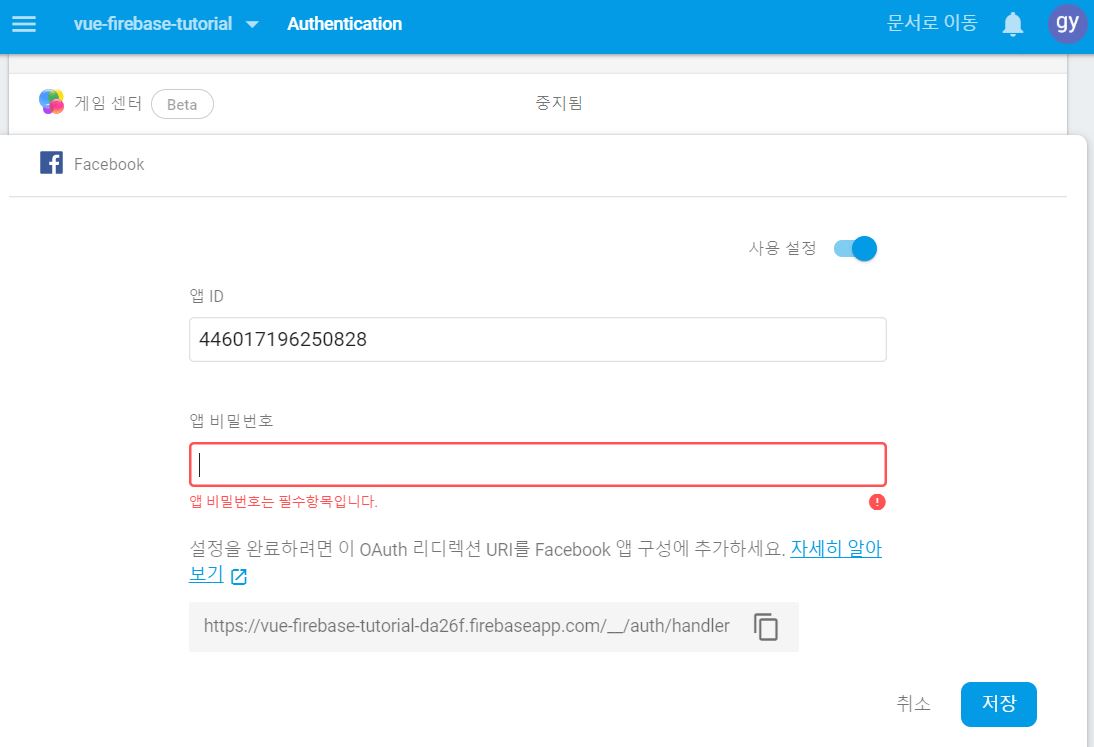 vue-firebase-tutorial Authentication 문서로 이동 gy
게임 센터 Beta 중지됨
Facebook
사용 설정
앱 ID
446017196250828
앱 비밀번호
앱 비밀번호는 필수항목입니다.
설정을 완료하려면 이 OAuth 리디렉션 URI를 Facebook 앱 구성에 추가하세요. 자세히 알아
보기
https://vue-firebase-tutorial-da26f.firebaseapp.com/__/auth/handler
취소 저장